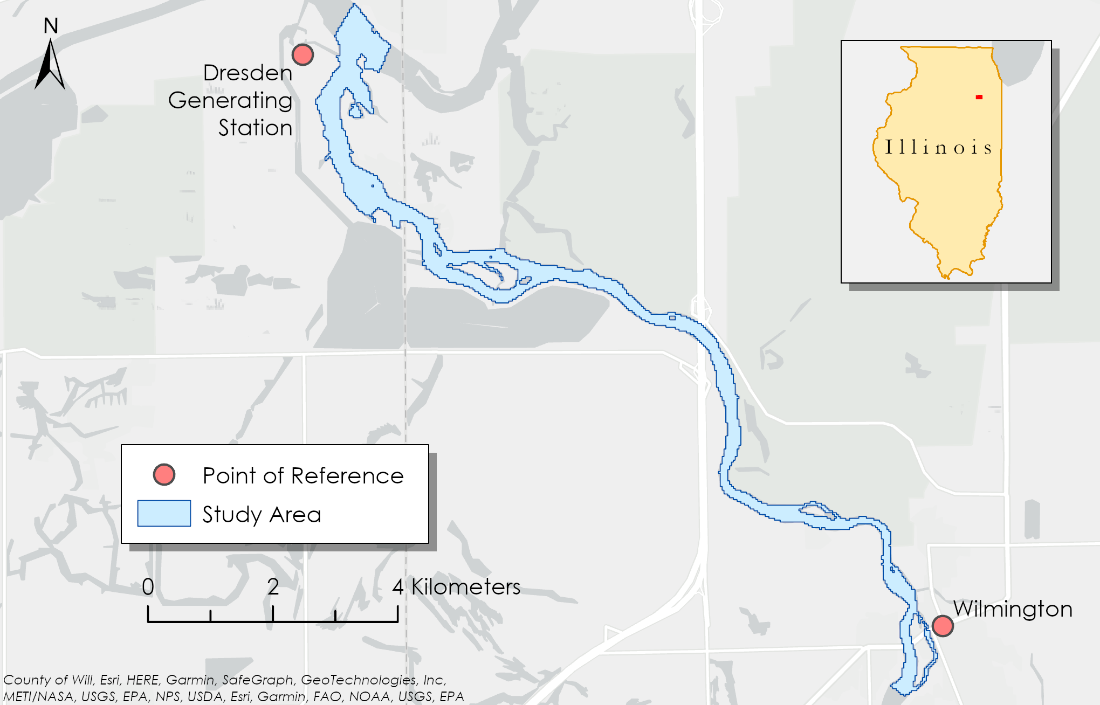 N
Dresden
Generating
Station
Illinois
Point of Reference
Study Area
0 2 4 Kilometers
Wilmington
County of Will, Esri, HERE, Garmin, SafeGraph, GeoTechnologies, Inc,
METI/NASA, USGS, EPA, NPS, USDA, Esri, Garmin, FAO, NOAA, USGS, EPA